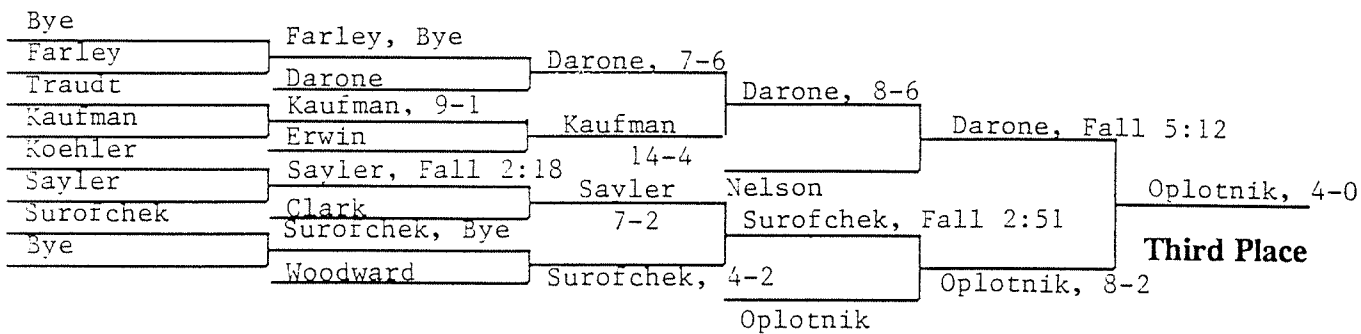 Bye
Farley
Traudt
Kaufman
Koehler
Sayler
Surofchek
Bye
Farley, Bye
Darone
Kaufman, 9-1
Erwin
Sayler, Fall 2:18
Clark
Surofchek, Bye
Woodward
Darone, 7-6
Kaufman
14-4
Sayler
7-2
Surofchek, 4-2
Darone, 8-6
Nelson
Surofchek, Fall 2:51
Oplotnik
Darone, Fall 5:12
Oplotnik, 8-2
Oplotnik, 4-0
Third Place